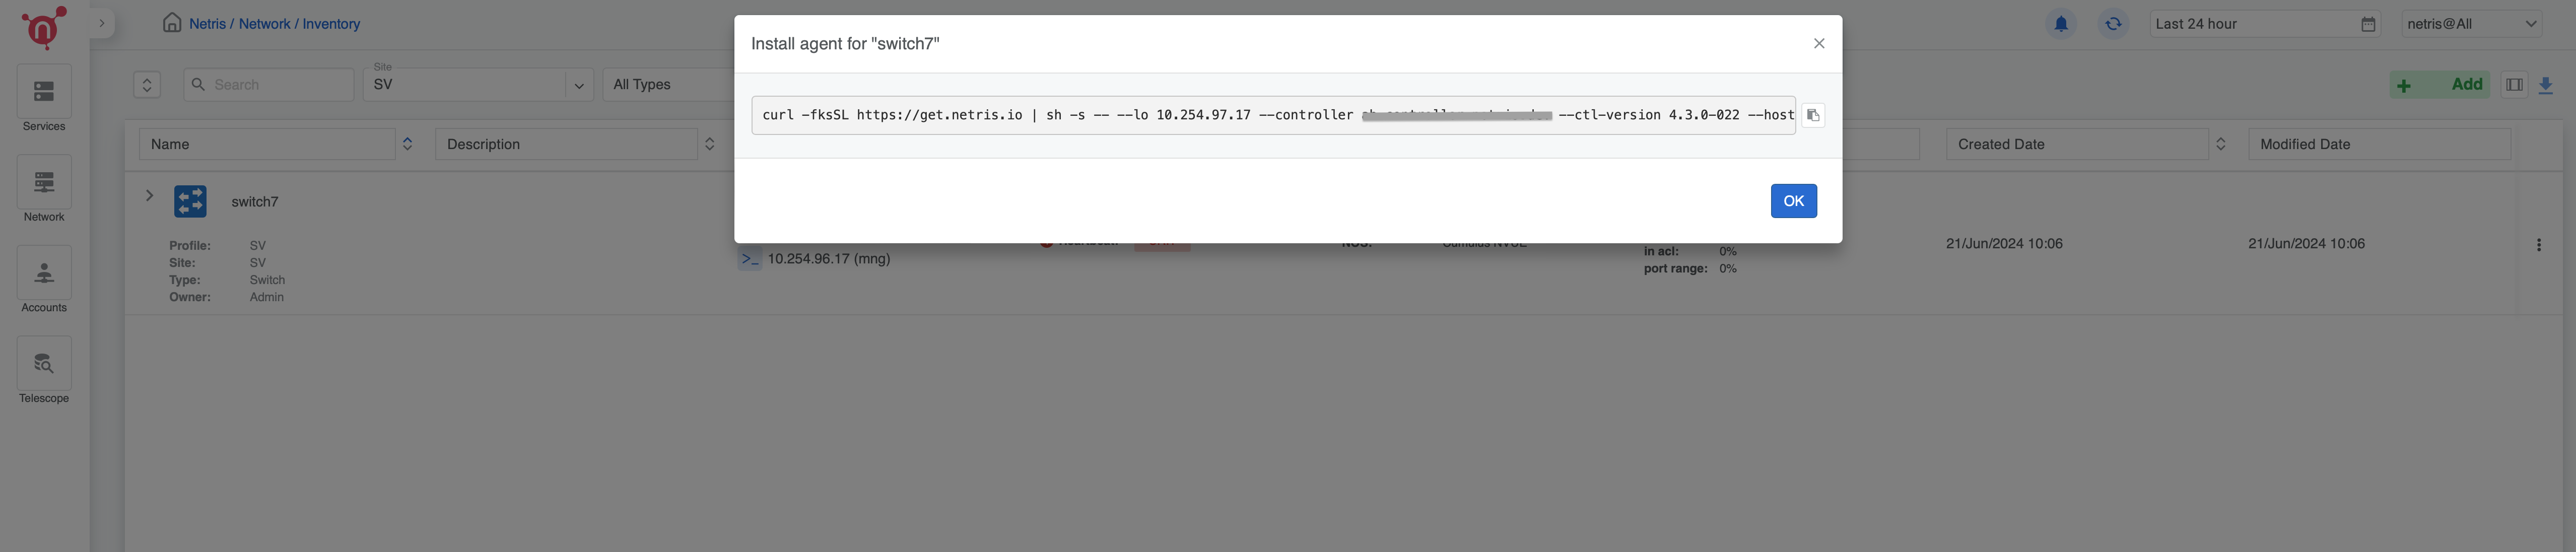 Netris / Network / Inventory
Last 24 hour
netris@All
Install agent for "switch7"
Services
Network
Accounts
Telescope
Search
Site
SV
All Types
Add
curl -fksSL https://get.netris.io | sh -s -- --lo 10.254.97.17 --controller --ctl-version 4.3.0-022 --host
OK
Name
Description
Created Date
Modified Date
switch7
Profile: SV
Site: SV
Type: Switch
Owner: Admin
>_ 10.254.96.17 (mng)
in acl: 0%
port range: 0%
21/Jun/2024 10:06
21/Jun/2024 10:06